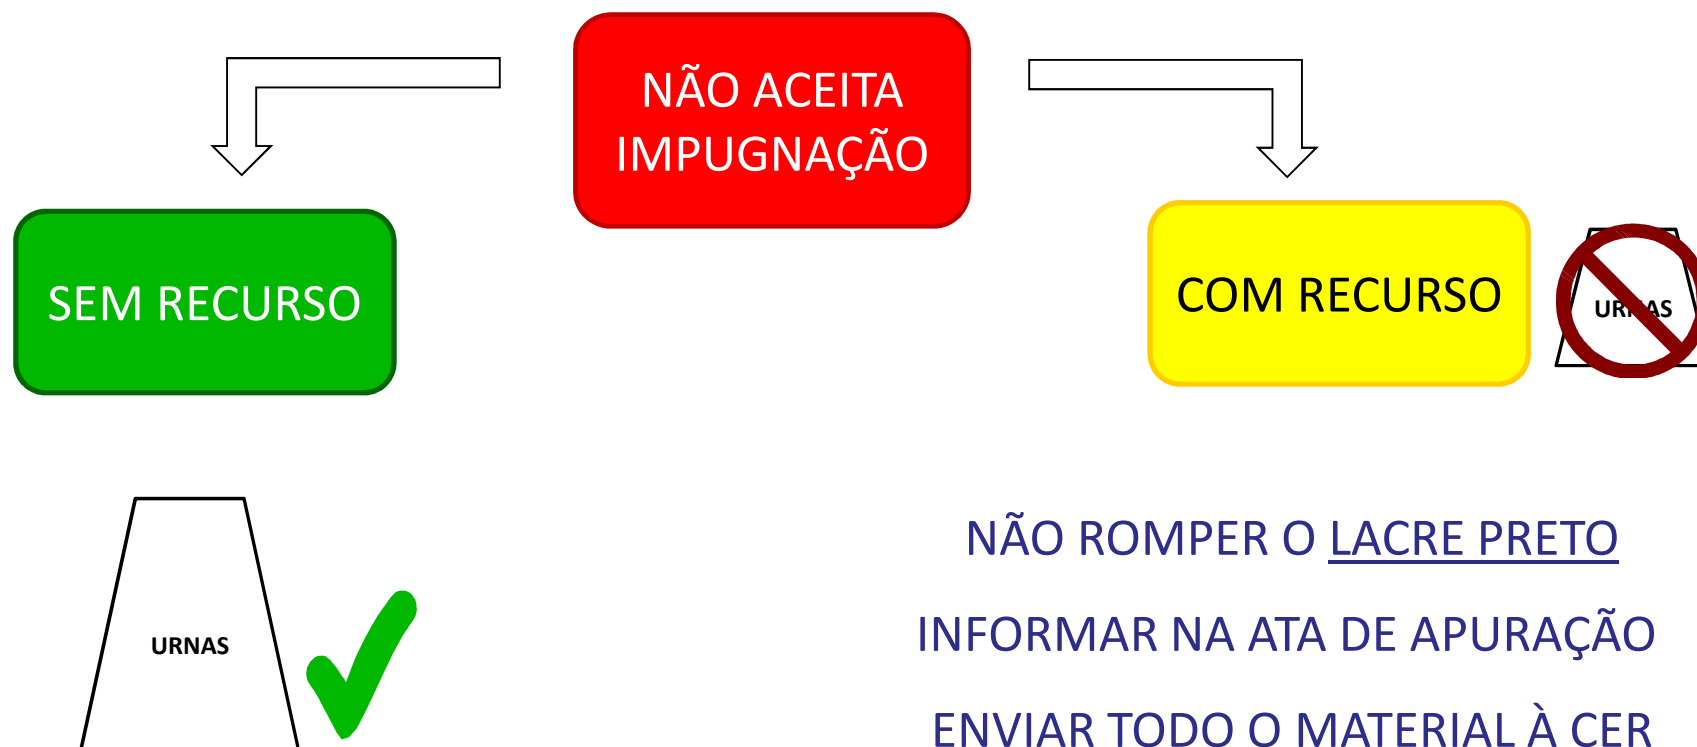 NÃO ACEITA
IMPUGNAÇÃO
SEM RECURSO
COM RECURSO
URNAS
URNAS
NÃO ROMPER O LACRE PRETO
INFORMAR NA ATA DE APURAÇÃO
ENVIAR TODO O MATERIAL À CER